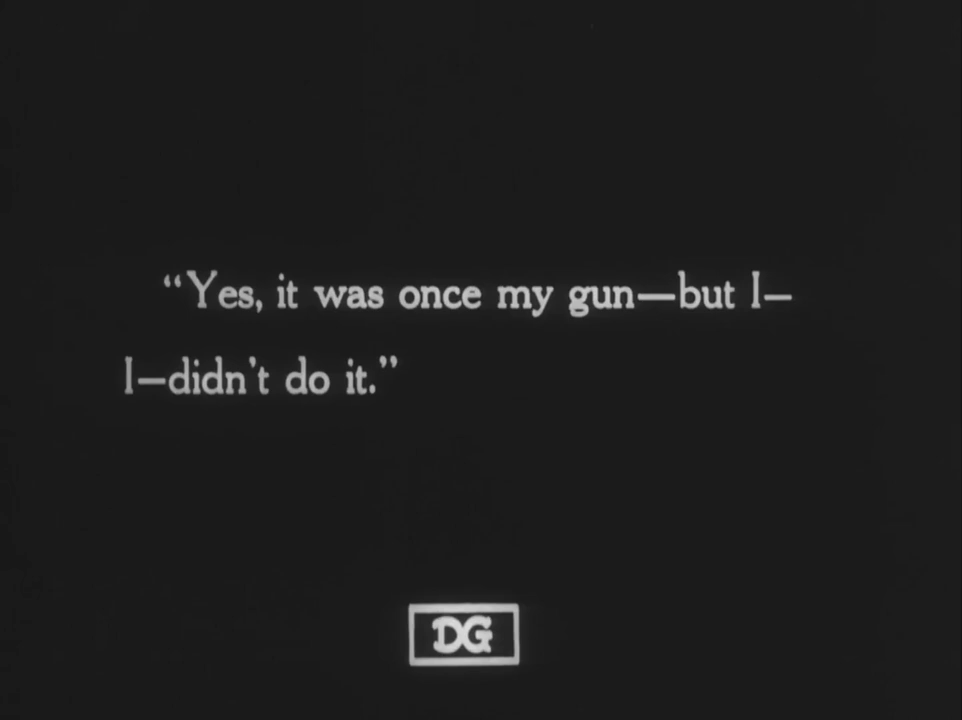 “Yes, it was once my gun—but I—
I—didn't do it.”
DG